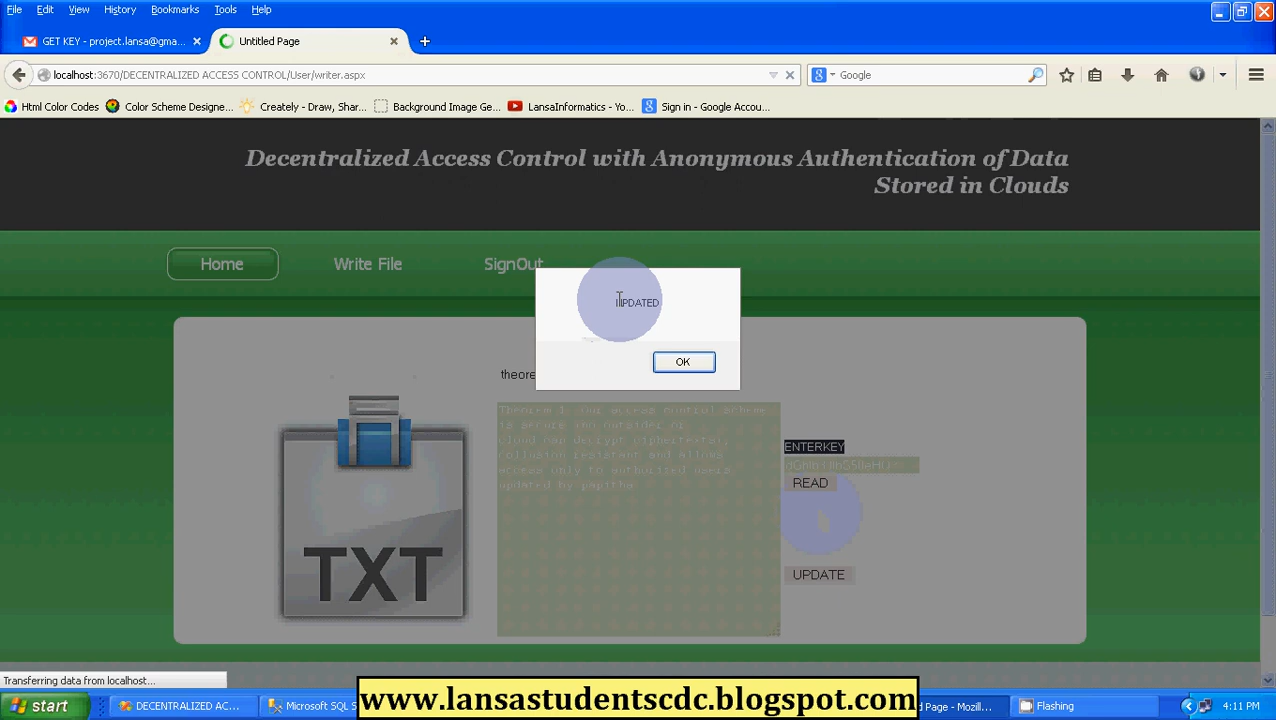 File Edit View History Bookmarks Tools Help
GET KEY - project.lansa@gma...
Untitled Page
localhost:3670/DECENTRALIZED ACCESS CONTROL/User/writer.aspx
Google
Html Color Codes
Color Scheme Designe...
Creately - Draw, Shar...
Background Image Ge...
LansaInformatics - Yo...
Sign in - Google Accou...
Decentralized Access Control with Anonymous Authentication of Data
Stored in Clouds
Home
Write File
SignOut
UPDATED
OK
theore
Theorem 1: Our access control scheme
is secure (no outsider or
cloud can decrypt ciphertexts),
collusion resistant and allows
access only to authorized users
updated by
ENTERKEY
READ
UPDATE
TXT
Transferring data from localhost...
www.lansastudentscdc.blogspot.com
start
DECENTRALIZED AC...
Microsoft SQL S
d Page - Mozilla...
Flashing
4:11 PM